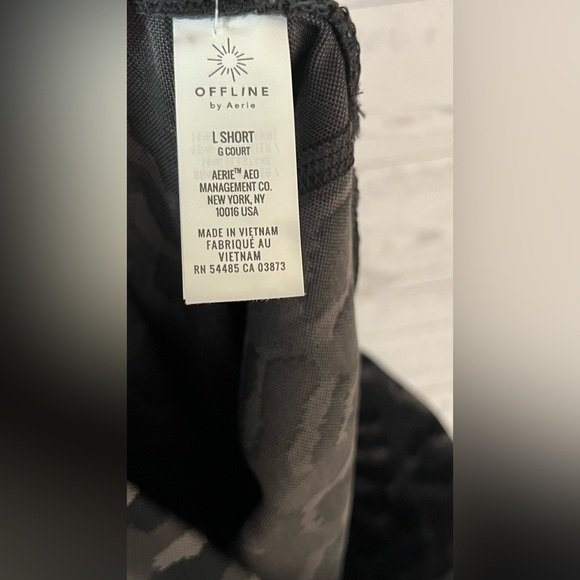 OFFLINE
by Aerie
L SHORT
G COURT
AERIE™ AEO
MANAGEMENT CO.
NEW YORK, NY
10016 USA
MADE IN VIETNAM
FABRIQUÉ AU
VIETNAM
RN 54485 CA 03873